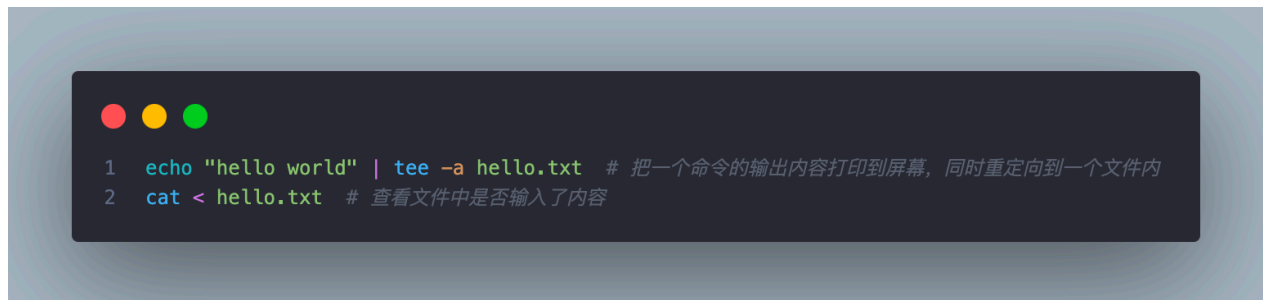 1 echo "hello world" | tee -a hello.txt # 把一个命令的输出内容打印到屏幕，同时重定向到一个文件内
2 cat < hello.txt # 查看文件中是否输入了内容